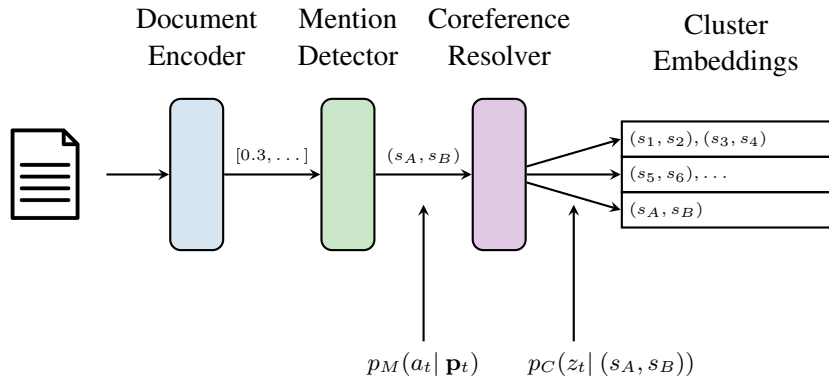 Document Encoder
Mention Detector
Coreference Resolver
Cluster Embeddings
[0.3, . . . ]
(s_A, s_B)
(s_1, s_2), (s_3, s_4)
(s_5, s_6), . . .
(s_A, s_B)
p_M(a_t| p_t)
p_C(z_t| (s_A, s_B))